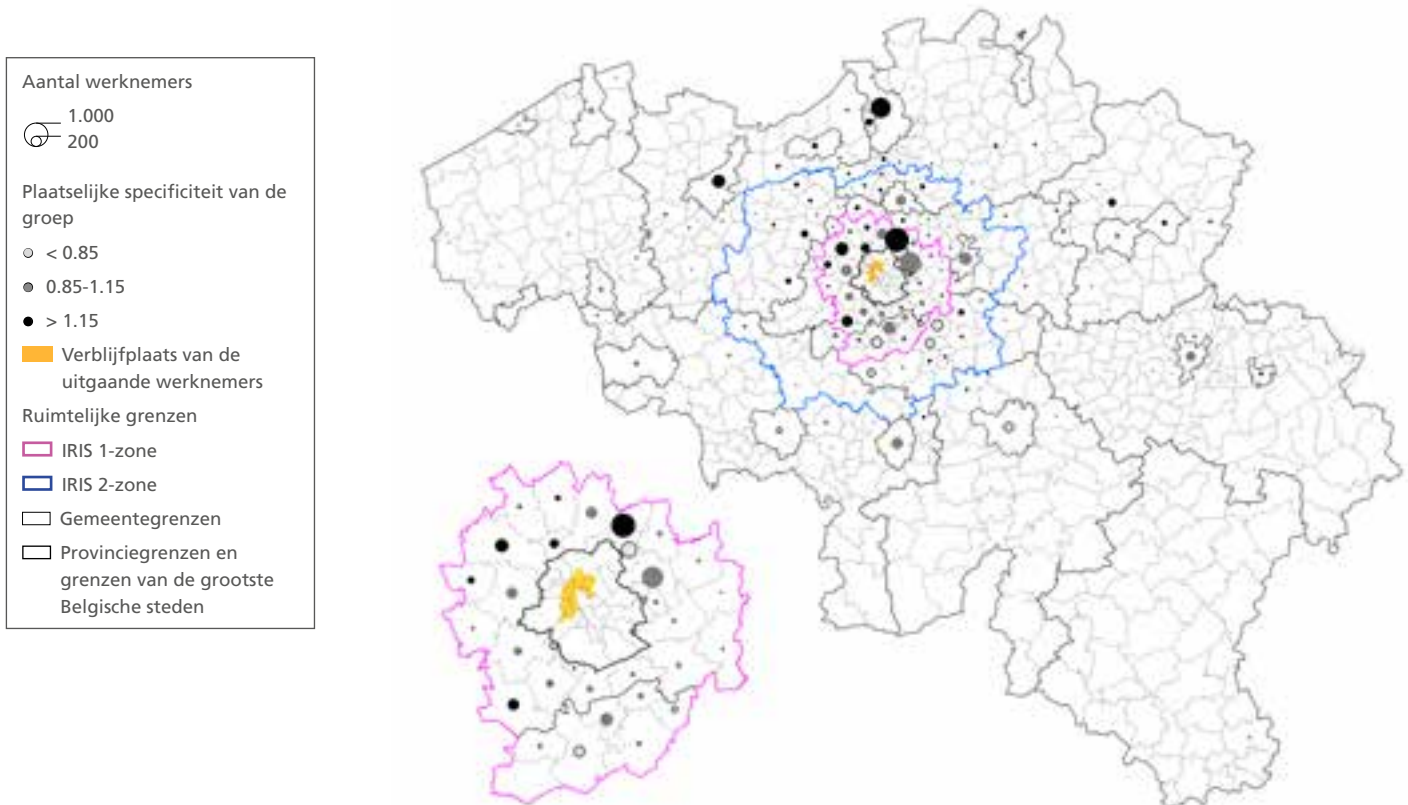 Aantal werknemers
1.000
200
Plaatselijke specificiteit van de
groep
< 0.85
0.85-1.15
> 1.15
Verblijfplaats van de
uitgaande werknemers
Ruimtelijke grenzen
IRIS 1-zone
IRIS 2-zone
Gemeentegrenzen
Provinciegrenzen en
grenzen van de grootste
Belgische steden